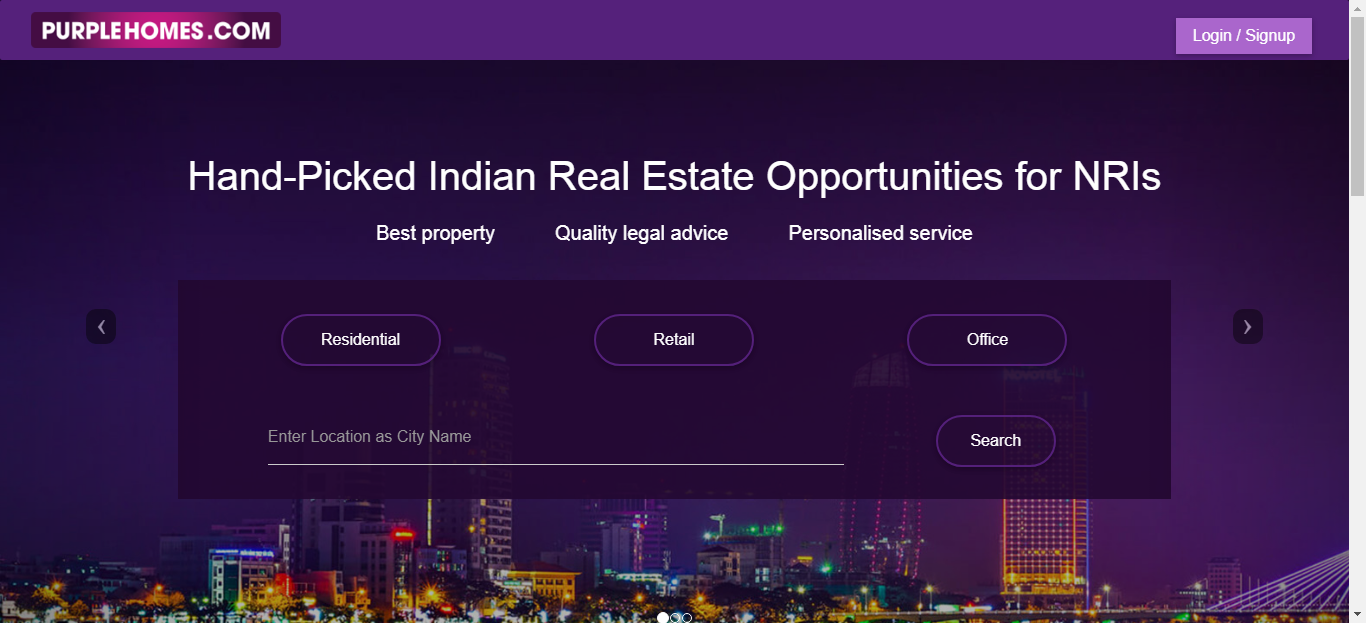 PURPLEHOMES.COM
Login / Signup
Hand-Picked Indian Real Estate Opportunities for NRIs
Best property Quality legal advice Personalised service
Residential Retail Office
NOVOTEL
Enter Location as City Name
Search